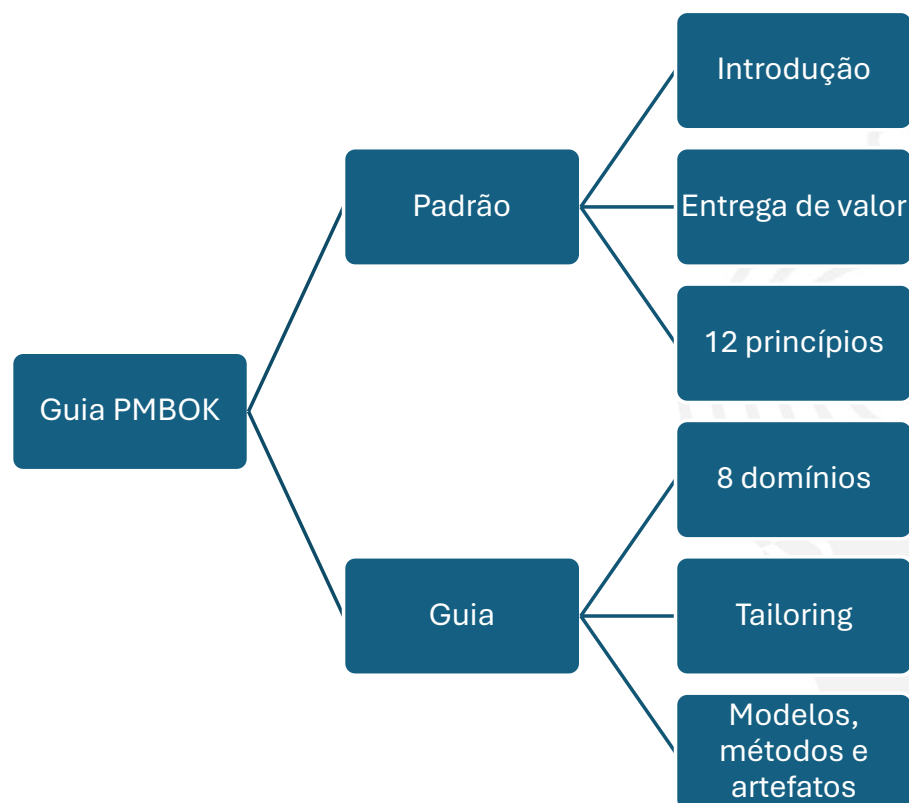 Guia PMBOK
Padrão
Introdução
Entrega de valor
12 princípios
Guia
8 domínios
Tailoring
Modelos,
métodos e
artefatos